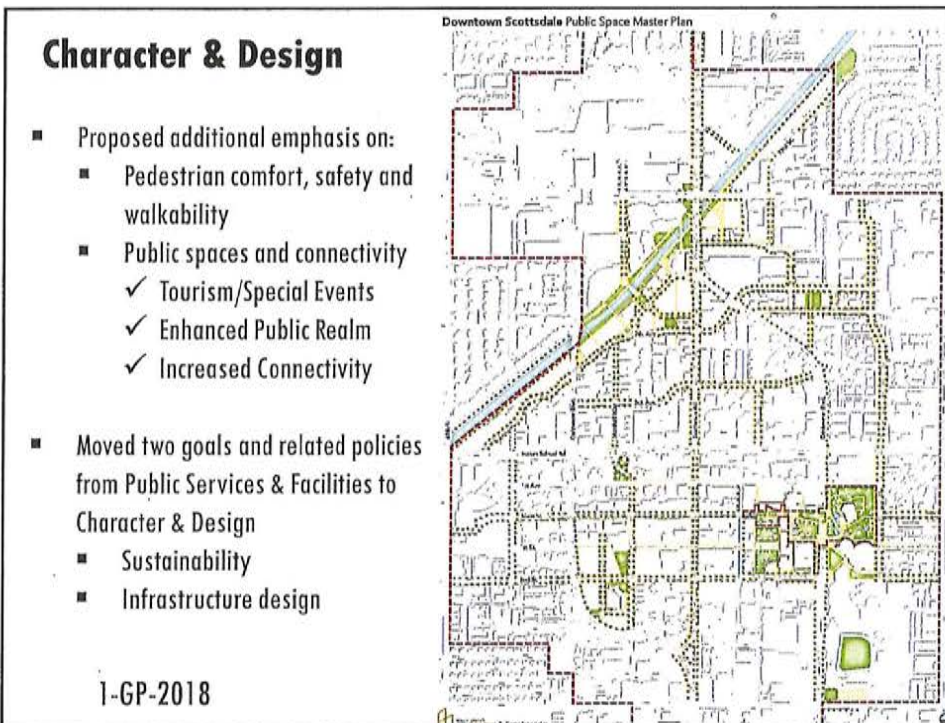 Downtown Scottsdale Public Space Master Plan
Character & Design
▪ Proposed additional emphasis on:
▪ Pedestrian comfort, safety and
walkability
▪ Public spaces and connectivity
✓ Tourism/Special Events
✓ Enhanced Public Realm
✓ Increased Connectivity
▪ Moved two goals and related policies
from Public Services & Facilities to
Character & Design
▪ Sustainability
▪ Infrastructure design
1-GP-2018